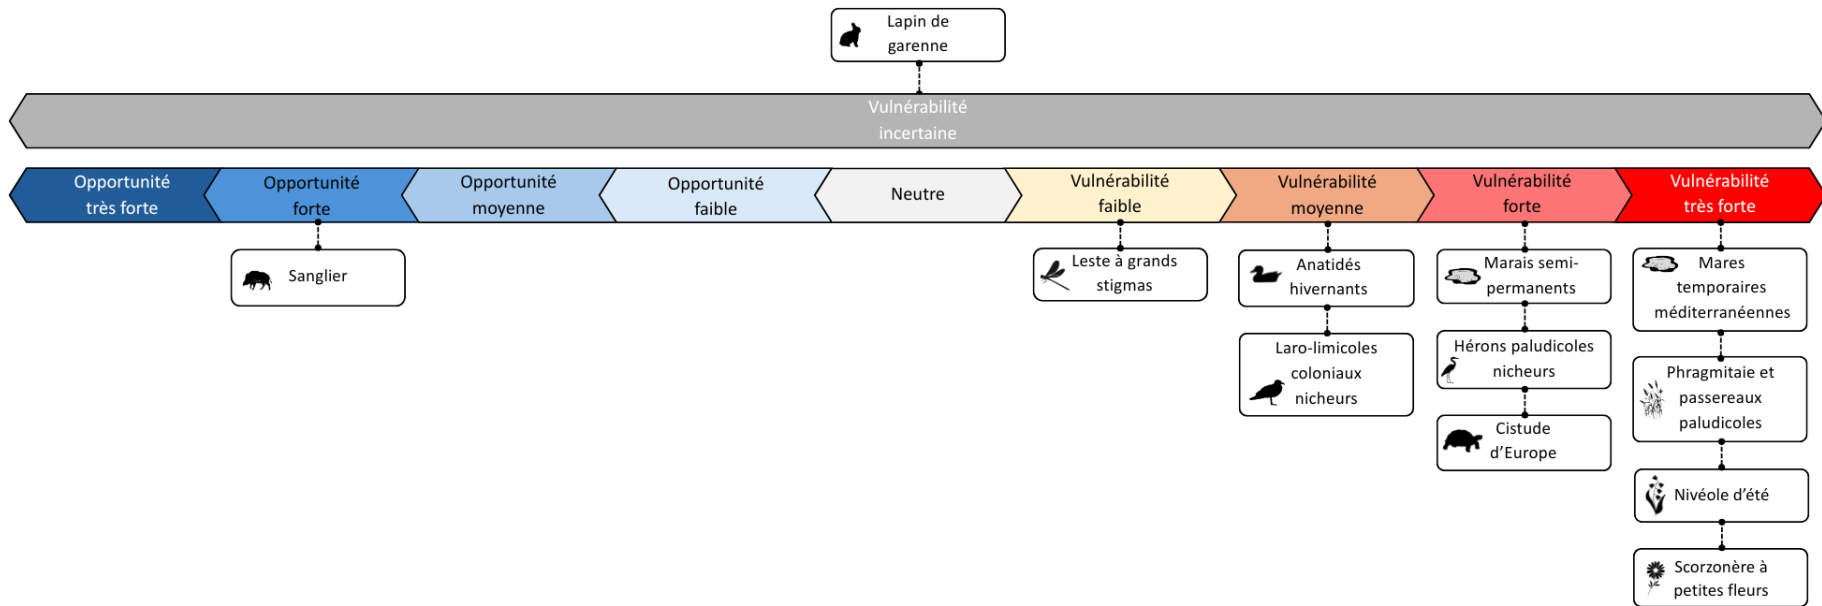 Lapin de
garenne
Vulnérabilité
incertaine
Opportunité
très forte
Opportunité
forte
Opportunité
moyenne
Opportunité
faible
Neutre
Vulnérabilité
faible
Vulnérabilité
moyenne
Vulnérabilité
forte
Vulnérabilité
très forte
Sanglier
Leste à grands
stigmas
Anatidés
hivernants
Laro-limicoles
coloniaux
nicheurs
Marais semi-
permanents
Hérons paludicoles
nicheurs
Cistude
d’Europe
Mares
temporaires
méditerranéennes
Phragmitaie et
passereaux
paludicoles
Nivéole d’été
Scorzonère à
petites fleurs